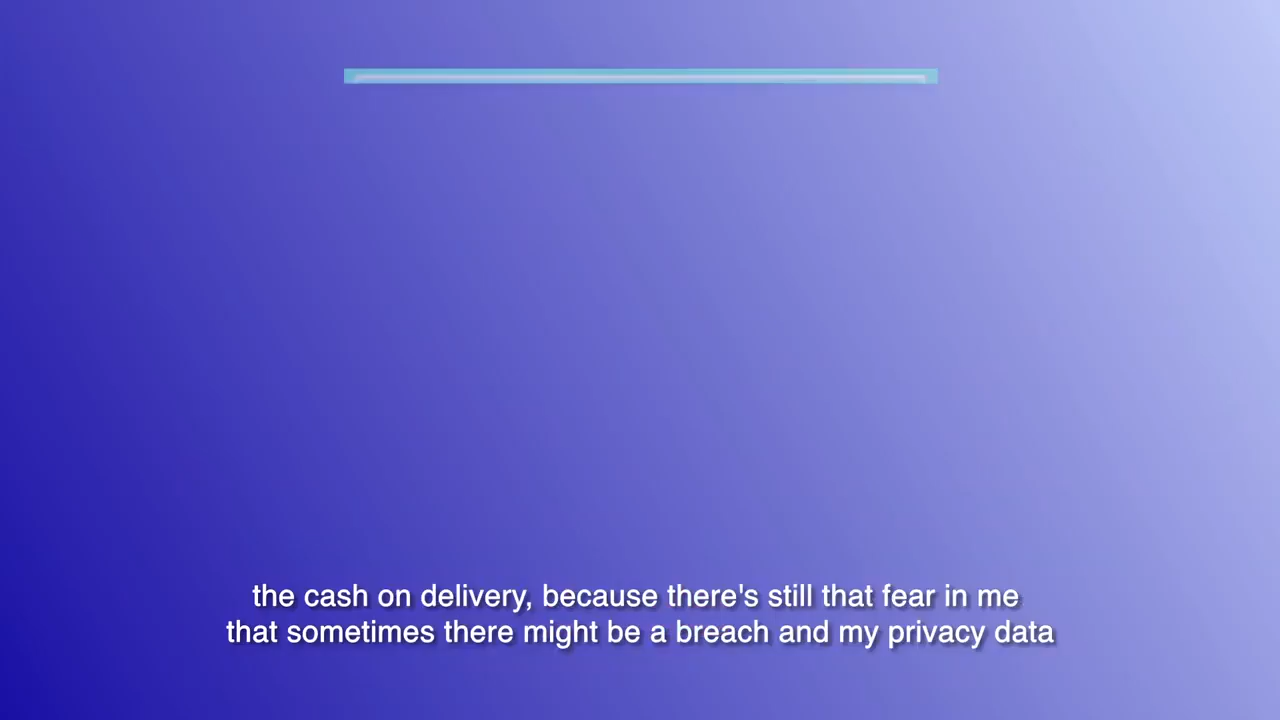 the cash on delivery, because there's still that fear in me
that sometimes there might be a breach and my privacy data